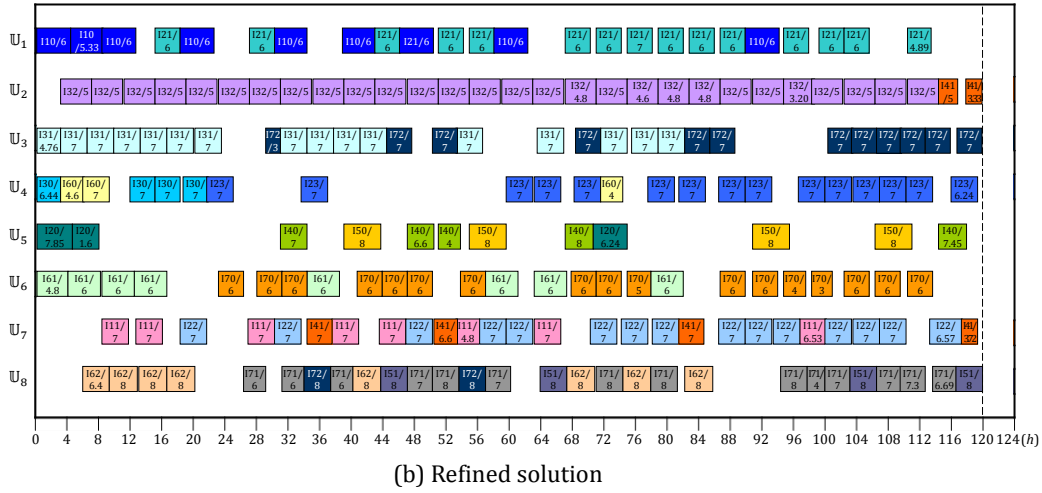 𝕌1 I10/6 I10/5.33 I10/6 I21/6 I10/6 I21/6 I10/6 I10/6 I21/6 I21/6 I21/6 I21/6 I10/6 I21/6 I21/6 I21/7 I21/6 I21/6 I21/6 I10/6 I21/6 I21/6 I21/6 I21/4.89
𝕌2 I32/5 I32/5 I32/5 I32/5 I32/5 I32/5 I32/5 I32/5 I32/5 I32/5 I32/5 I32/5 I32/5 I32/5 I32/5 I32/5 I32/4.8 I32/5 I32/4.6 I32/4.8 I32/4.8 I32/5 I32/5 I32/3.20 I32/5 I32/5 I32/5 I32/5 I41/5
𝕌3 I31/4.76 I31/7 I31/7 I31/7 I31/7 I31/7 I31/7 I72/3 I31/7 I31/7 I31/7 I31/7 I72/7 I72/7 I31/7 I31/7 I72/7 I31/7 I31/7 I31/7 I72/7 I72/7 I72/7 I72/7 I72/7 I72/7 I72/7 I72/7
𝕌4 I30/6.44 I60/4.6 I60/7 I30/7 I30/7 I20/7 I23/7 I23/7 I23/7 I23/7 I23/7 I60/4 I23/7 I23/7 I23/7 I23/7 I23/7 I23/7 I23/7 I23/7 I23/7 I23/6.24
𝕌5 I20/7.85 I20/1.6 I40/7 I50/8 I40/6.6 I40/4 I50/8 I40/8 I20/6.24 I50/8 I50/8 I40/7.45
𝕌6 I61/4.8 I61/6 I61/6 I61/6 I70/6 I70/6 I70/6 I61/6 I70/6 I70/6 I70/6 I70/6 I61/6 I61/6 I70/6 I70/6 I70/5 I61/6 I70/6 I70/6 I70/4 I70/3 I70/6 I70/6 I70/6
𝕌7 I11/7 I11/7 I22/7 I11/7 I22/7 I41/7 I11/7 I11/7 I22/7 I41/6.6 I11/4.8 I22/7 I22/7 I11/7 I22/7 I22/7 I22/7 I41/7 I22/7 I22/7 I22/7 I11/6.53 I22/7 I22/7 I22/7 I22/6.57
𝕌8 I62/6.4 I62/8 I62/8 I62/8 I71/6 I71/6 I72/8 I71/6 I62/8 I51/8 I71/7 I71/8 I72/8 I71/7 I51/8 I62/8 I71/8 I62/8 I71/8 I62/8 I71/8 I71/4 I71/7 I51/8 I71/7 I71/7.3 I71/6.69 I51/8
0 4 8 12 16 20 24 28 32 36 40 44 48 52 56 60 64 68 72 76 80 84 88 92 96 100 104 108 112 116 120 124 (h)
(b) Refined solution